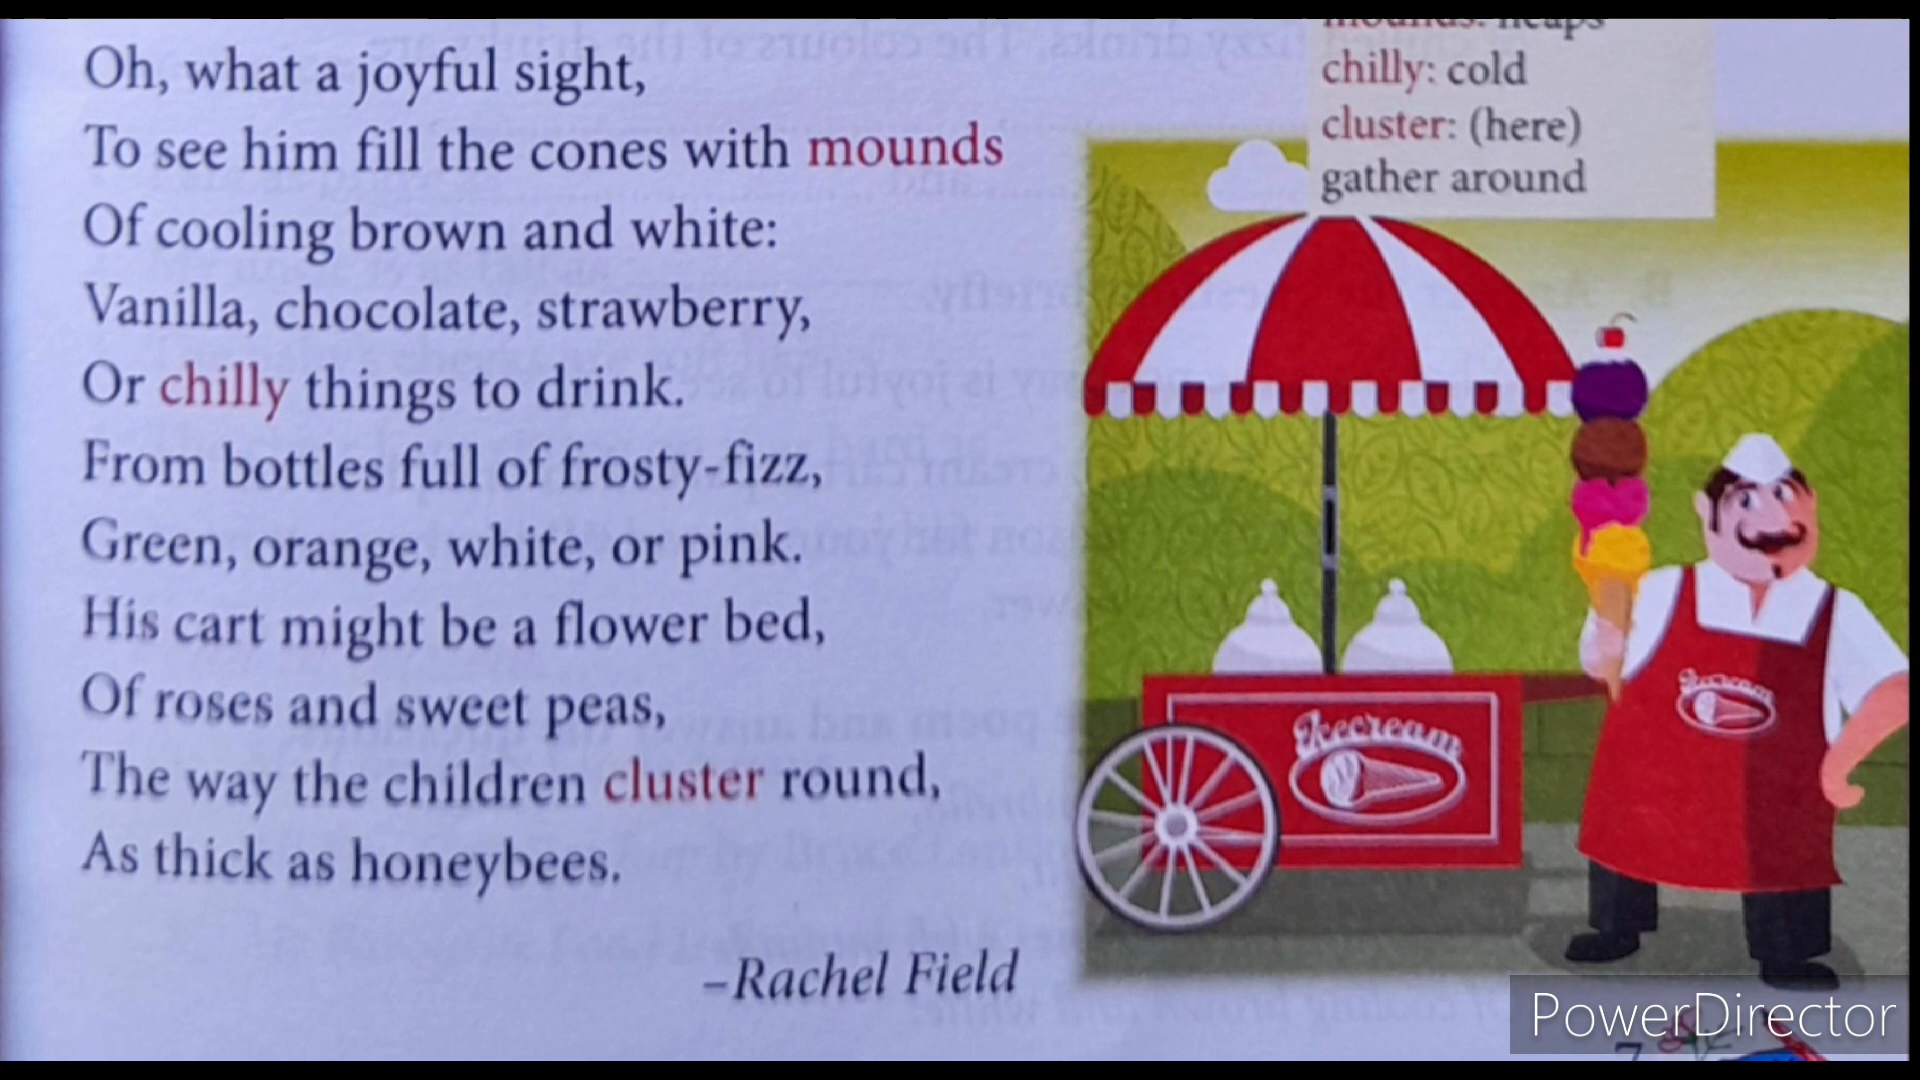 Oh, what a joyful sight,
To see him fill the cones with mounds
Of cooling brown and white:
Vanilla, chocolate, strawberry,
Or chilly things to drink.
From bottles full of frosty-fizz,
Green, orange, white, or pink.
His cart might be a flower bed,
Of roses and sweet peas,
The way the children cluster round,
As thick as honeybees.
–Rachel Field
mounds: heaps
chilly: cold
cluster: (here)
gather around
Icecream
Icecream
PowerDirector